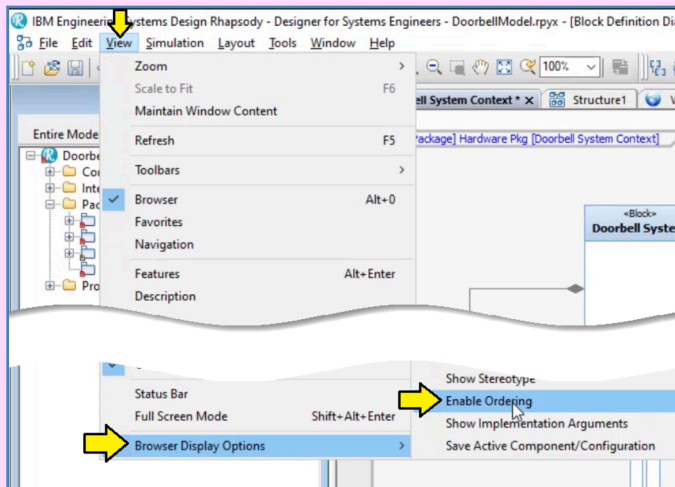 IBM Engineering Systems Design Rhapsody - Designer for Systems Engineers - DoorbellModel.rpyx - [Block Definition Di
File Edit View Simulation Layout Tools Window Help
100%
Zoom
Scale to Fit F6
Maintain Window Content
ell System Context * Structure1
Entire Mode
Refresh F5
Package] Hardware Pkg [Doorbell System Context]
Doorbe
Toolbars
Co
Inte
Pac
Browser Alt+0
Favorites
Navigation
«Block»
Doorbell Syste
Pro
Features Alt+Enter
Description
Show Stereotype
Status Bar
Enable Ordering
Full Screen Mode Shift+Alt+Enter
Show Implementation Arguments
Browser Display Options
Save Active Component/Configuration